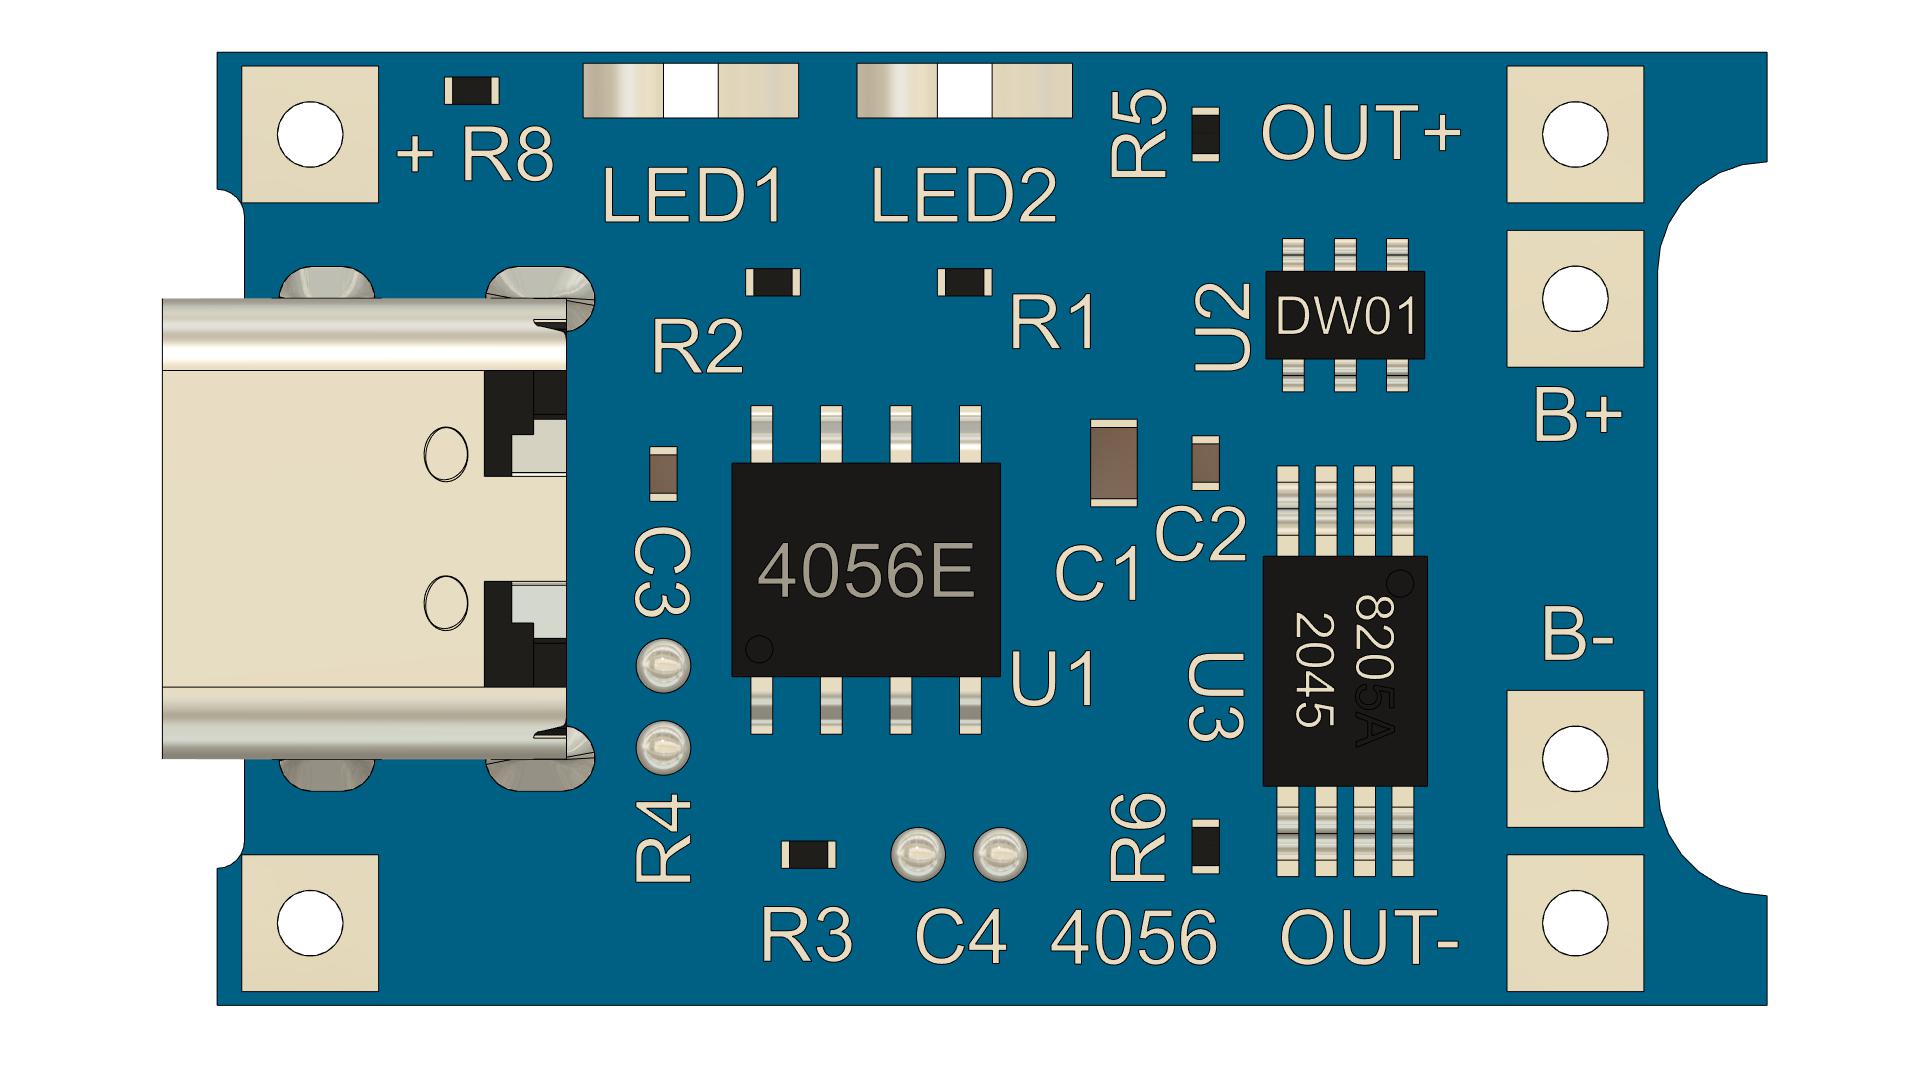 + R8
LED1
LED2
R5
OUT+
R2
R1
U2
DW01
B+
C3
4056E
C1
C2
U1
U3
8205A
2045
B-
R4
R3
C4
R6
4056
OUT-